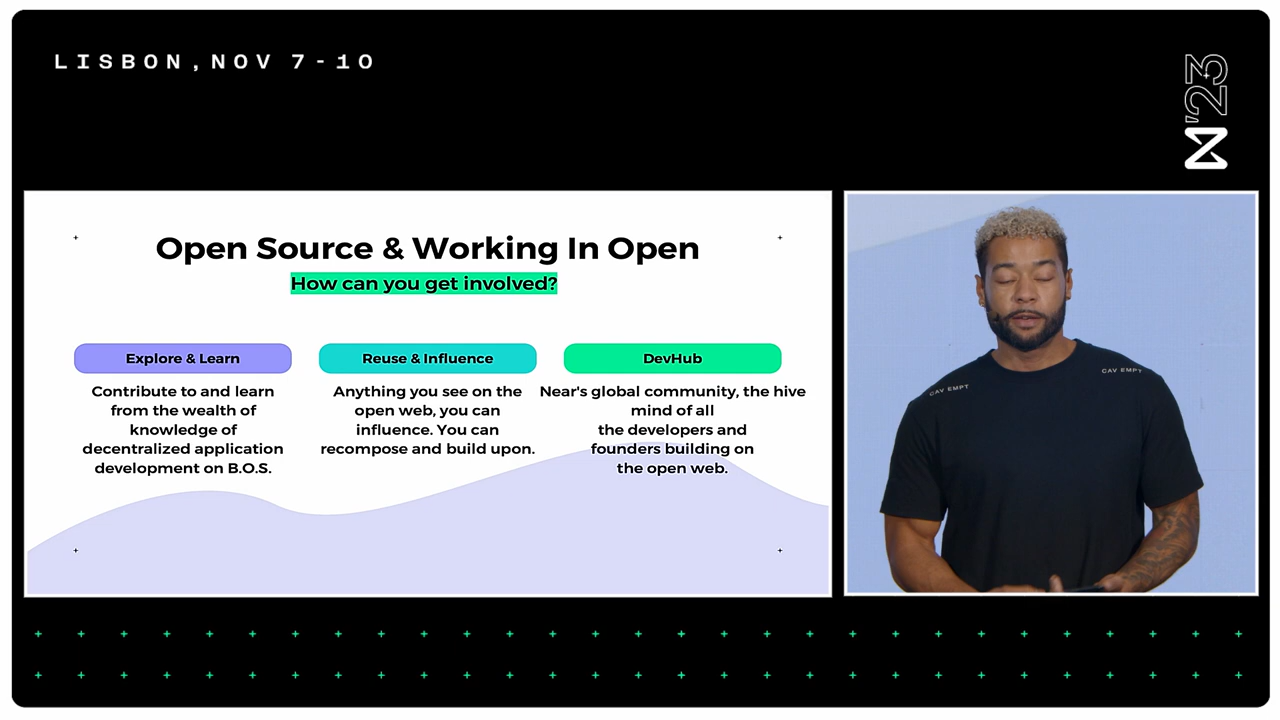 LISBON, NOV 7-10
'23
Open Source & Working In Open
How can you get involved?
Explore & Learn
Contribute to and learn
from the wealth of
knowledge of
decentralized application
development on B.O.S.
Reuse & Influence
Anything you see on the
open web, you can
influence. You can
recompose and build upon.
DevHub
Near's global community, the hive
mind of all
the developers and
founders building on
the open web.
CAV EMPT
CAV EMPT